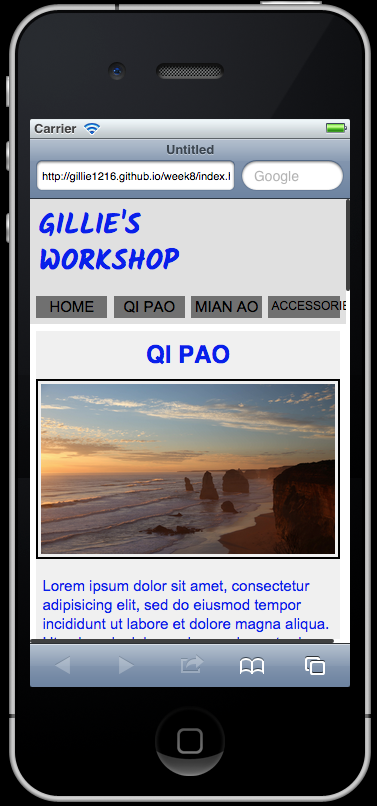 Carrier
Untitled
http://gillie1216.github.io/week8/index.h
Google
GILLIE'S
WORKSHOP
HOME QI PAO MIAN AO ACCESSORIE
QI PAO
Lorem ipsum dolor sit amet, consectetur
adipisicing elit, sed do eiusmod tempor
incididunt ut labore et dolore magna aliqua.